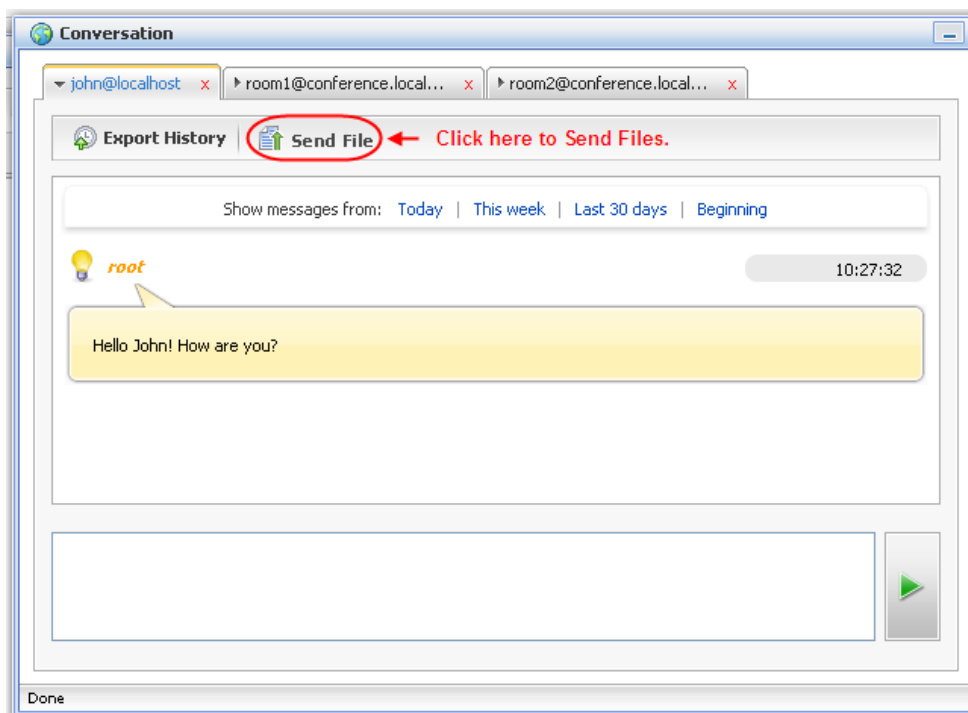 Conversation
john@localhost x room1@conference.local... x room2@conference.local... x
Export History Send File Click here to Send Files.
Show messages from: Today | This week | Last 30 days | Beginning
root 10:27:32
Hello John! How are you?
Done